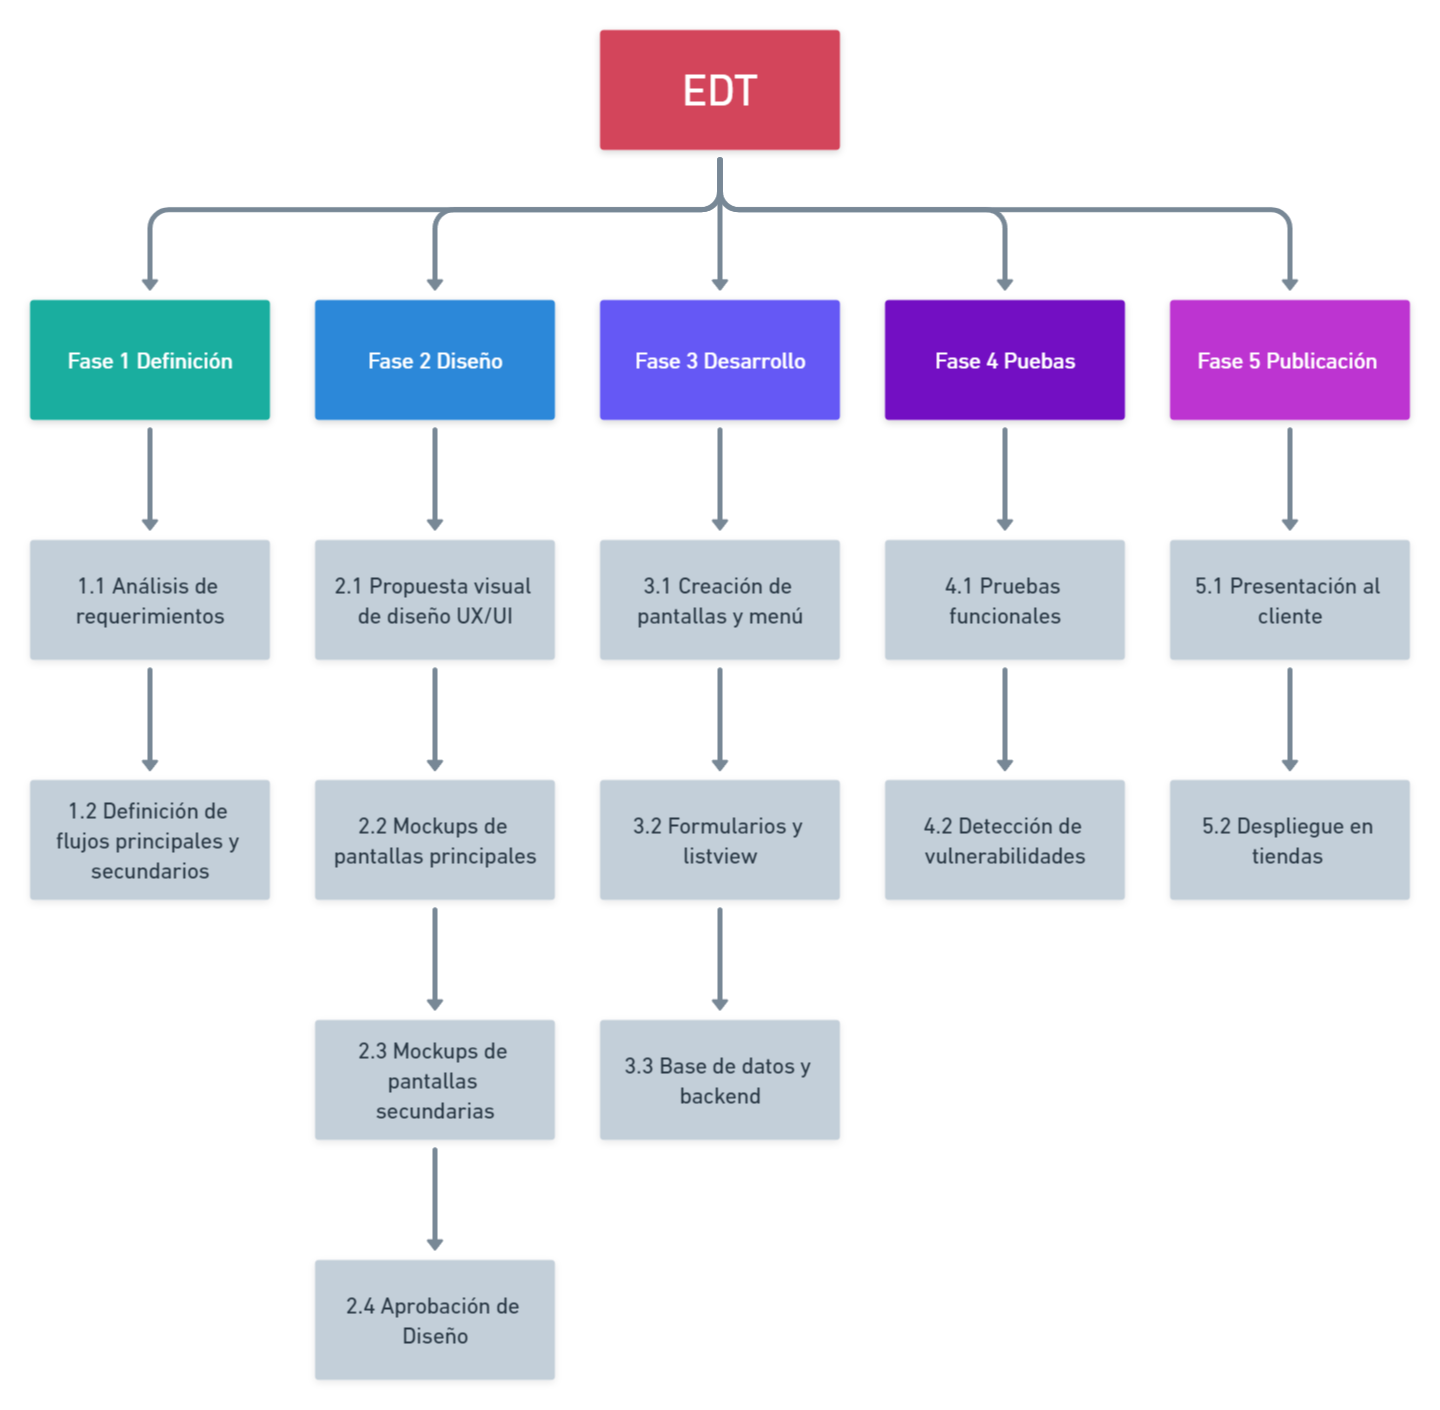 EDT
Fase 1 Definición
Fase 2 Diseño
Fase 3 Desarrollo
Fase 4 Puebas
Fase 5 Publicación
1.1 Análisis de
requerimientos
2.1 Propuesta visual
de diseño UX/UI
3.1 Creación de
pantallas y menú
4.1 Pruebas
funcionales
5.1 Presentación al
cliente
1.2 Definición de
flujos principales y
secundarios
2.2 Mockups de
pantallas principales
3.2 Formularios y
listview
4.2 Detección de
vulnerabilidades
5.2 Despliegue en
tiendas
2.3 Mockups de
pantallas
secundarias
3.3 Base de datos y
backend
2.4 Aprobación de
Diseño